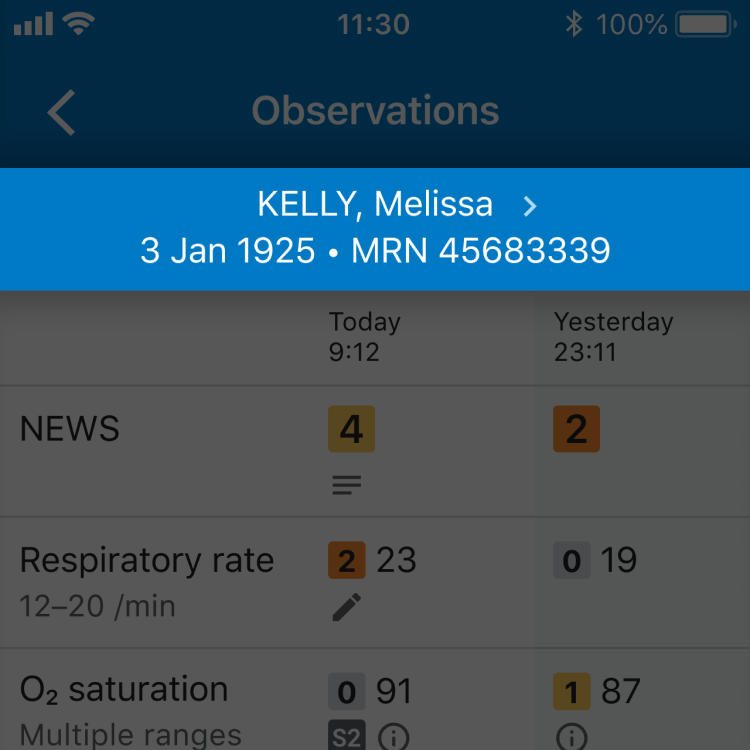 11:30 100%
Observations
KELLY, Melissa
3 Jan 1925 • MRN 45683339
Today Yesterday
9:12 23:11
NEWS 4 2
Respiratory rate 2 23 0 19
12–20 /min
O₂ saturation 0 91 1 87
Multiple ranges S2